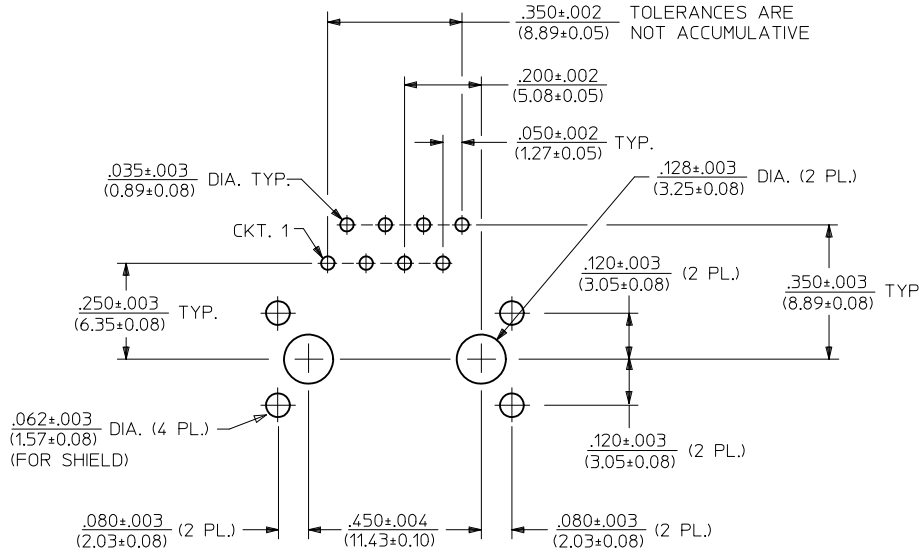 .350±.002
(8.89±0.05)
TOLERANCES ARE
NOT ACCUMULATIVE
.200±.002
(5.08±0.05)
.050±.002
(1.27±0.05) TYP.
.035±.003
(0.89±0.08) DIA. TYP.
.128±.003
(3.25±0.08) DIA. (2 PL.)
CKT. 1
.120±.003
(3.05±0.08) (2 PL.)
.350±.003
(8.89±0.08) TYP
.250±.003
(6.35±0.08) TYP.
.062±.003
(1.57±0.08) DIA. (4 PL.)
(FOR SHIELD)
.120±.003
(3.05±0.08) (2 PL.)
.080±.003
(2.03±0.08) (2 PL.)
.450±.004
(11.43±0.10)
.080±.003
(2.03±0.08) (2 PL.)